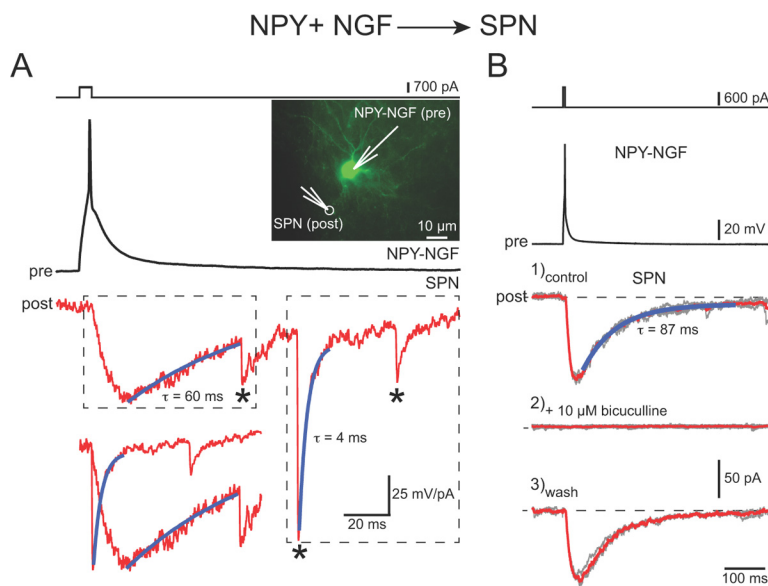 NPY+ NGF → SPN
A
B
700 pA
600 pA
NPY-NGF (pre)
SPN (post)
10 µm
NPY-NGF
20 mV
pre
NPY-NGF
pre
SPN
1) control
SPN
post
post
τ = 87 ms
τ = 60 ms
*
*
2) + 10 µM bicuculline
τ = 4 ms
50 pA
25 mV/pA
3) wash
20 ms
*
100 ms